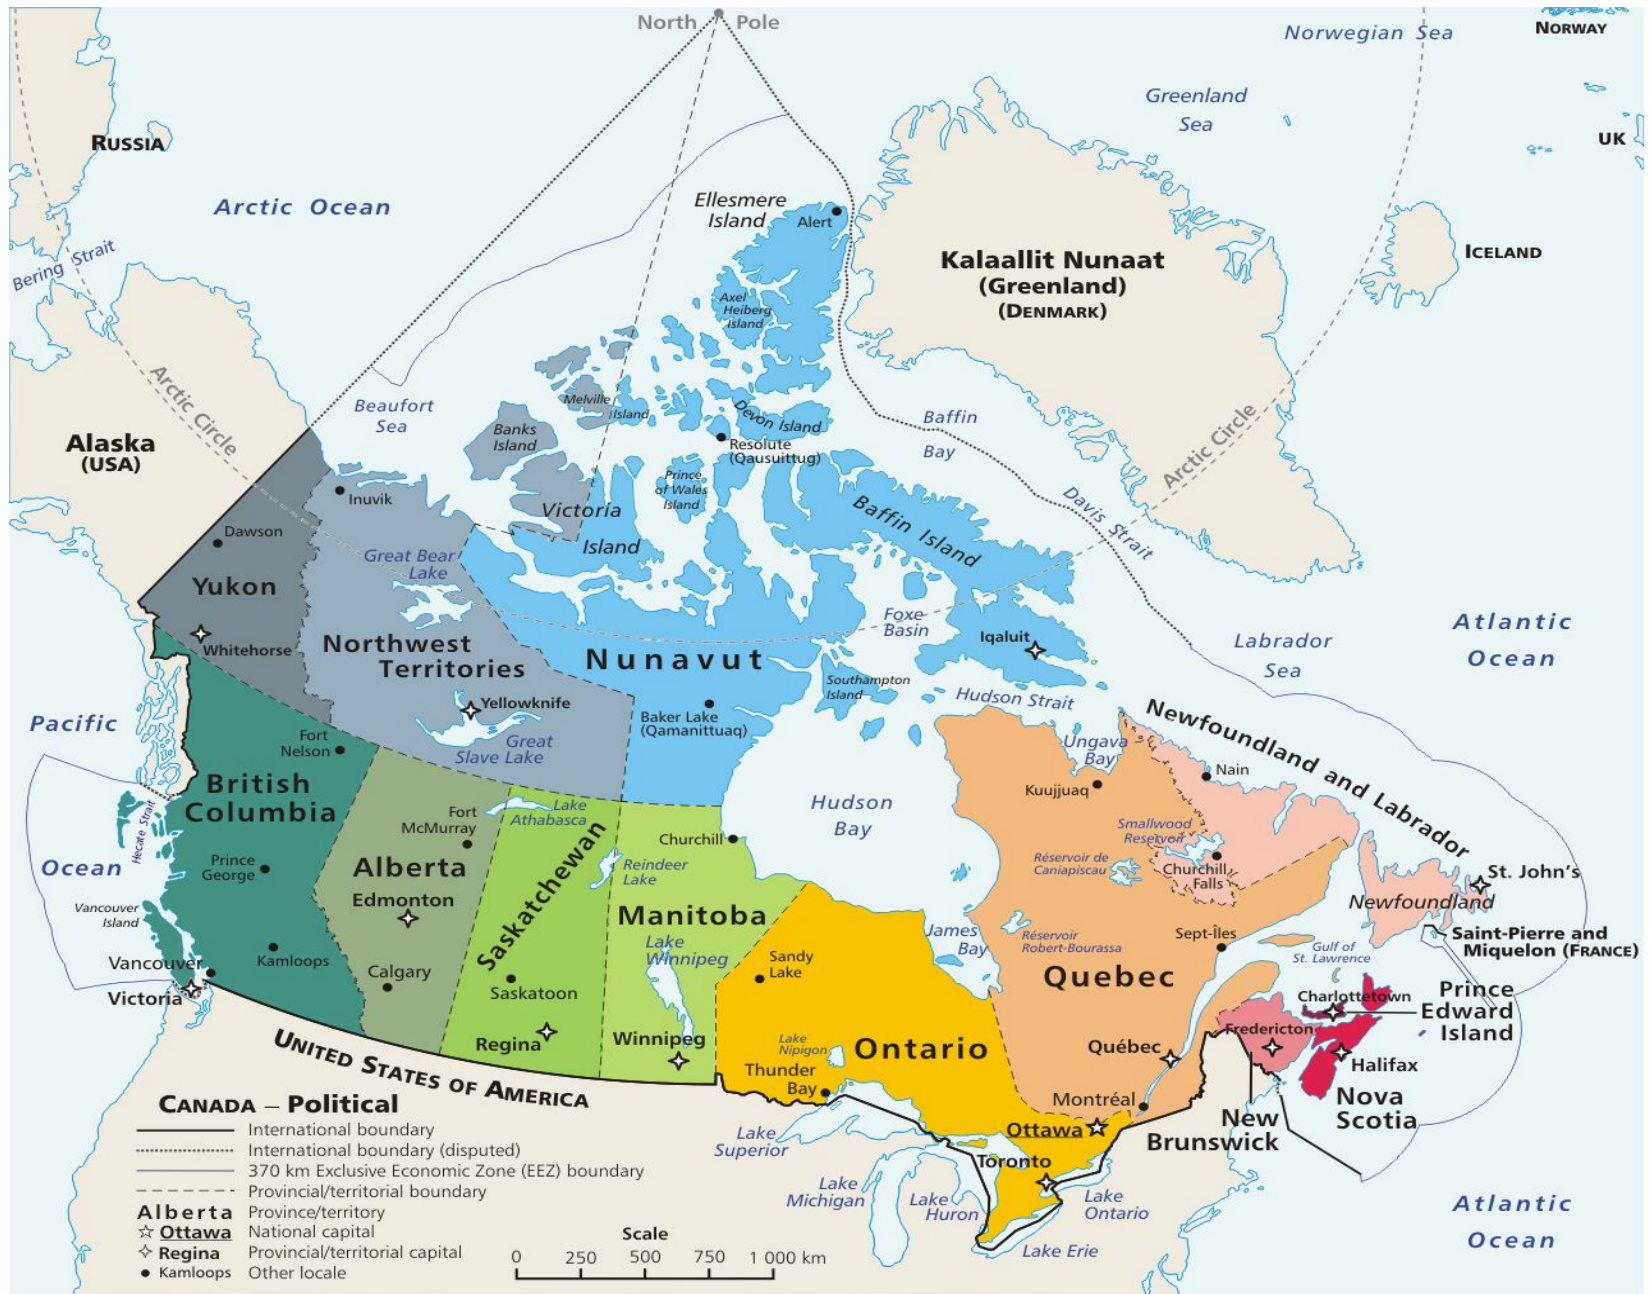 North Pole
Norwegian Sea
NORWAY
Greenland
Sea
RUSSIA
UK
Arctic Ocean
Ellesmere
Island
Alert
Bering Strait
Kalaallit Nunaat
(Greenland)
(DENMARK)
ICELAND
Axel
Heiberg
Island
Arctic Circle
Beaufort
Sea
Melville
Island
Devon Island
Baffin
Bay
Arctic Circle
Alaska
(USA)
Banks
Island
Resolute
(Qausuittug)
Prince
of Wales
Island
Inuvik
Victoria
Island
Baffin Island
Davis Strait
Dawson
Great Bear
Lake
Yukon
Foxe
Basin
Iqaluit
Atlantic
Ocean
Labrador
Sea
Whitehorse
Northwest
Territories
Nunavut
Southampton
Island
Hudson Strait
Yellowknife
Baker Lake
(Qamanittuaq)
Pacific
Ocean
Fort
Nelson
Great
Slave Lake
Ungava
Bay
Newfoundland and Labrador
Nain
Kuujjuaq
British
Columbia
Hecate Strait
Fort
McMurray
Lake
Athabasca
Hudson
Bay
Smallwood
Reservoir
Churchill
Réservoir de
Caniapiscau
Churchill
Falls
Prince
George
Alberta
Edmonton
Saskatchewan
Reindeer
Lake
St. John's
Newfoundland
Vancouver
Island
Manitoba
Lake
Winnipeg
James
Bay
Réservoir
Robert-Bourassa
Sept-Îles
Gulf of
St. Lawrence
Saint-Pierre and
Miquelon (FRANCE)
Vancouver
Kamloops
Calgary
Saskatoon
Sandy
Lake
Quebec
Victoria
Charlottetown
Prince
Edward
Island
Regina
Winnipeg
Lake
Nipigon
Ontario
Fredericton
Québec
Halifax
UNITED STATES OF AMERICA
Thunder
Bay
Montréal
Nova
Scotia
New
Brunswick
Ottawa
Lake
Superior
Toronto
Lake
Michigan
Lake
Huron
Lake
Ontario
Lake Erie
Atlantic
Ocean
CANADA – Political
International boundary
International boundary (disputed)
370 km Exclusive Economic Zone (EEZ) boundary
Provincial/territorial boundary
Alberta Province/territory
Ottawa National capital
Regina Provincial/territorial capital
Kamloops Other locale
Scale
0 250 500 750 1 000 km